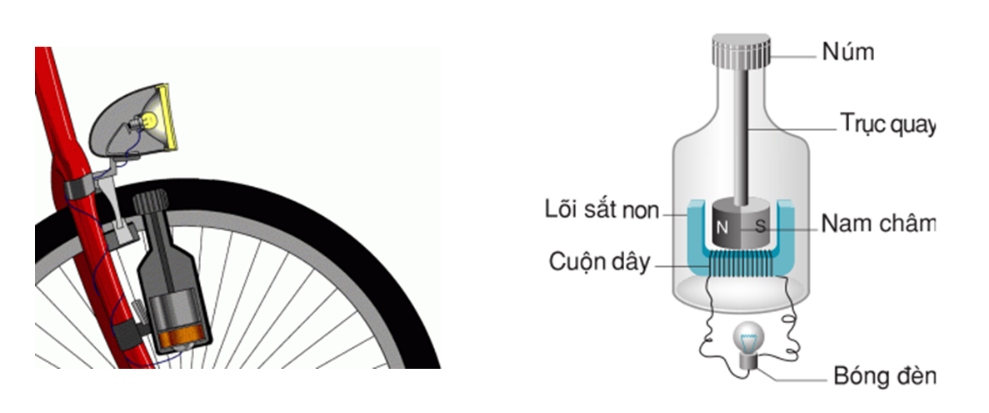 Núm
Trục quay
Lõi sắt non
N S
Nam châm
Cuộn dây
Bóng đèn